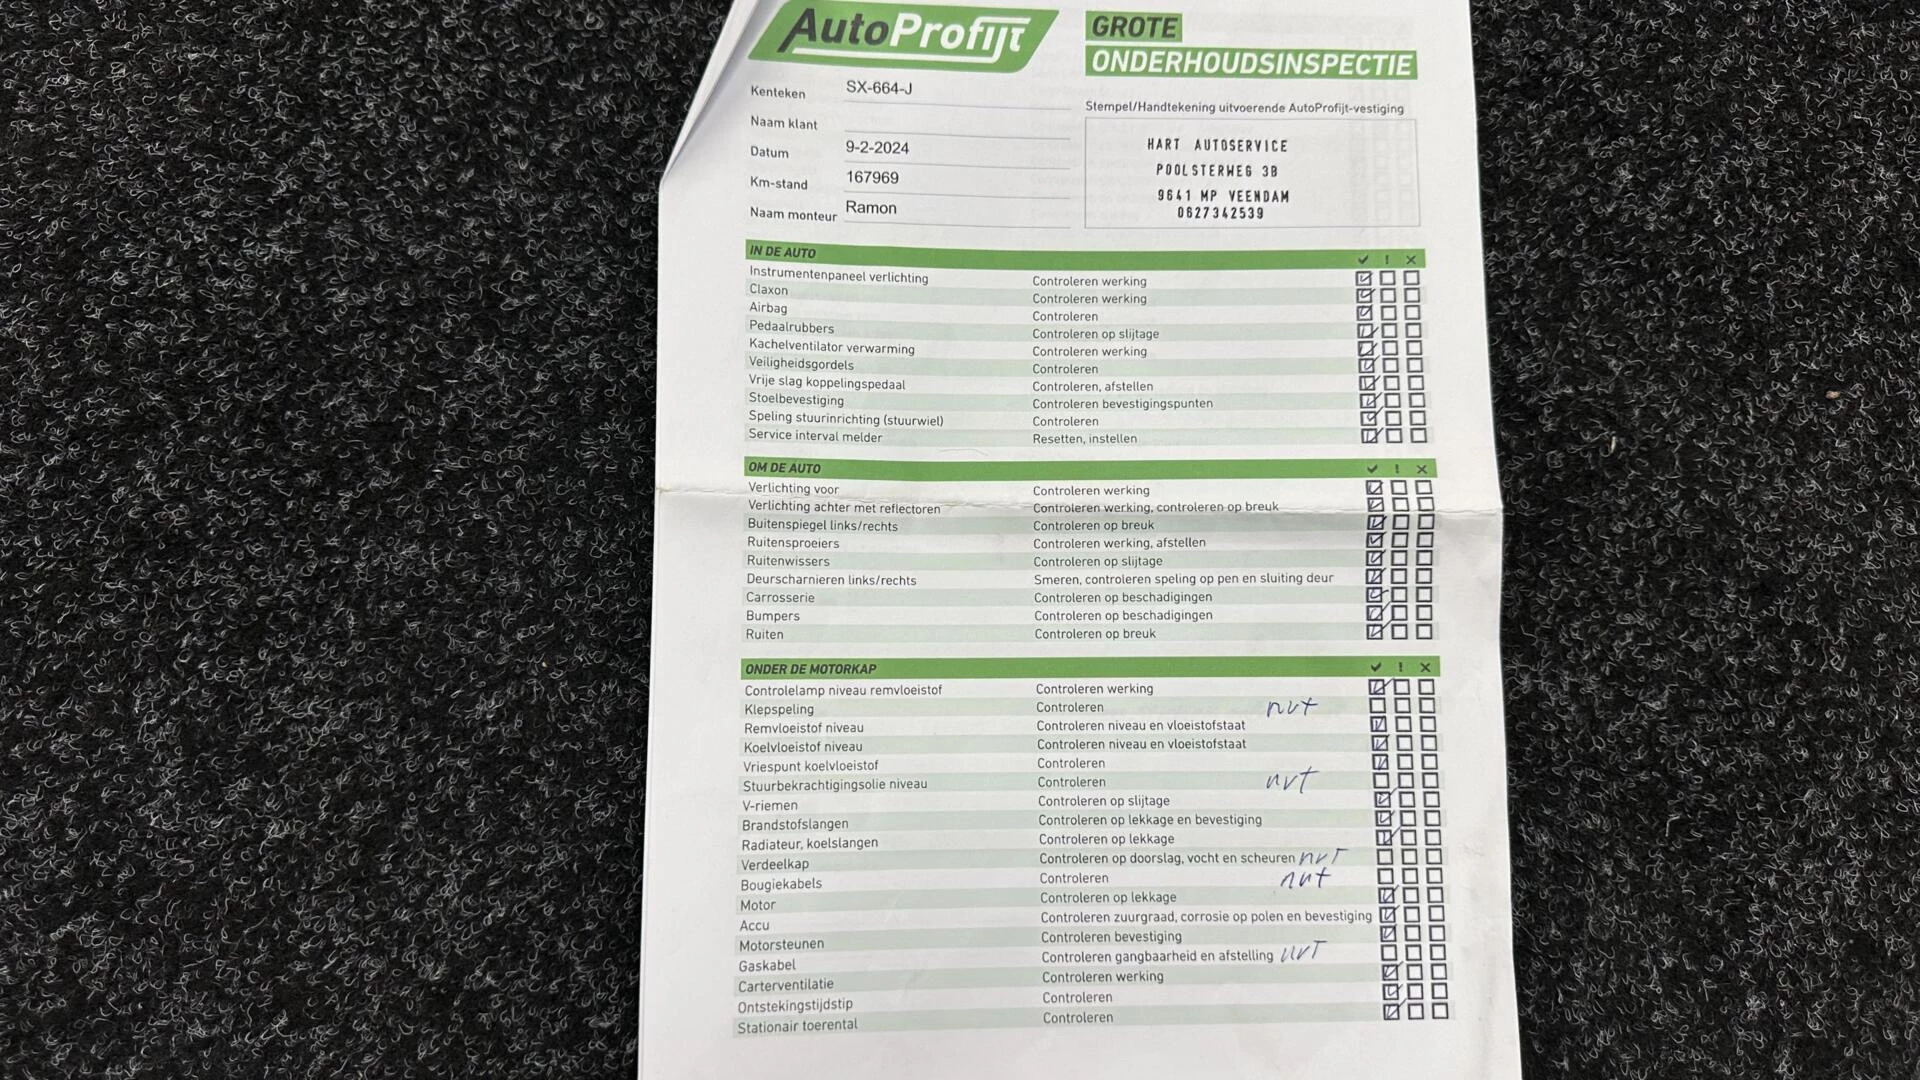 AutoProfijt
GROTE
ONDERHOUDSINSPECTIE
Kenteken SX-664-J
Naam klant
Datum 9-2-2024
Km-stand 167969
Naam monteur Ramon
Stempel/Handtekening uitvoerende AutoProfijt-vestiging
HART AUTOSERVICE
POOLSTERWEG 3B
9641 MP VEENDAM
0627342539
IN DE AUTO ✓ ! ✕
Instrumentenpaneel verlichting Controleren werking
Claxon Controleren werking
Airbag Controleren
Pedaalrubbers Controleren op slijtage
Kachelventilator verwarming Controleren werking
Veiligheidsgordels Controleren
Vrije slag koppelingspedaal Controleren, afstellen
Stoelbevestiging Controleren bevestigingspunten
Speling stuurinrichting (stuurwiel) Controleren
Service interval melder Resetten, instellen
OM DE AUTO ✓ ! ✕
Verlichting voor Controleren werking
Verlichting achter met reflectoren Controleren werking, controleren op breuk
Buitenspiegel links/rechts Controleren op breuk
Ruitensproeiers Controleren werking, afstellen
Ruitenwissers Controleren op slijtage
Deurscharnieren links/rechts Smeren, controleren speling op pen en sluiting deur
Carrosserie Controleren op beschadigingen
Bumpers Controleren op beschadigingen
Ruiten Controleren op breuk
ONDER DE MOTORKAP ✓ ! ✕
Controlelamp niveau remvloeistof Controleren werking
Klepspeling Controleren nvt
Remvloeistof niveau Controleren niveau en vloeistofstaat
Koelvloeistof niveau Controleren niveau en vloeistofstaat
Vriespunt koelvloeistof Controleren
Stuurbekrachtigingsolie niveau Controleren nvt
V-riemen Controleren op slijtage
Brandstofslangen Controleren op lekkage en bevestiging
Radiateur, koelslangen Controleren op lekkage
Verdeelkap Controleren op doorslag, vocht en scheuren nvt
Bougiekabels Controleren nvt
Motor Controleren op lekkage
Accu Controleren zuurgraad, corrosie op polen en bevestiging
Motorsteunen Controleren bevestiging
Gaskabel Controleren gangbaarheid en afstelling nvt
Carterventilatie Controleren werking
Ontstekingstijdstip Controleren
Stationair toerental Controleren